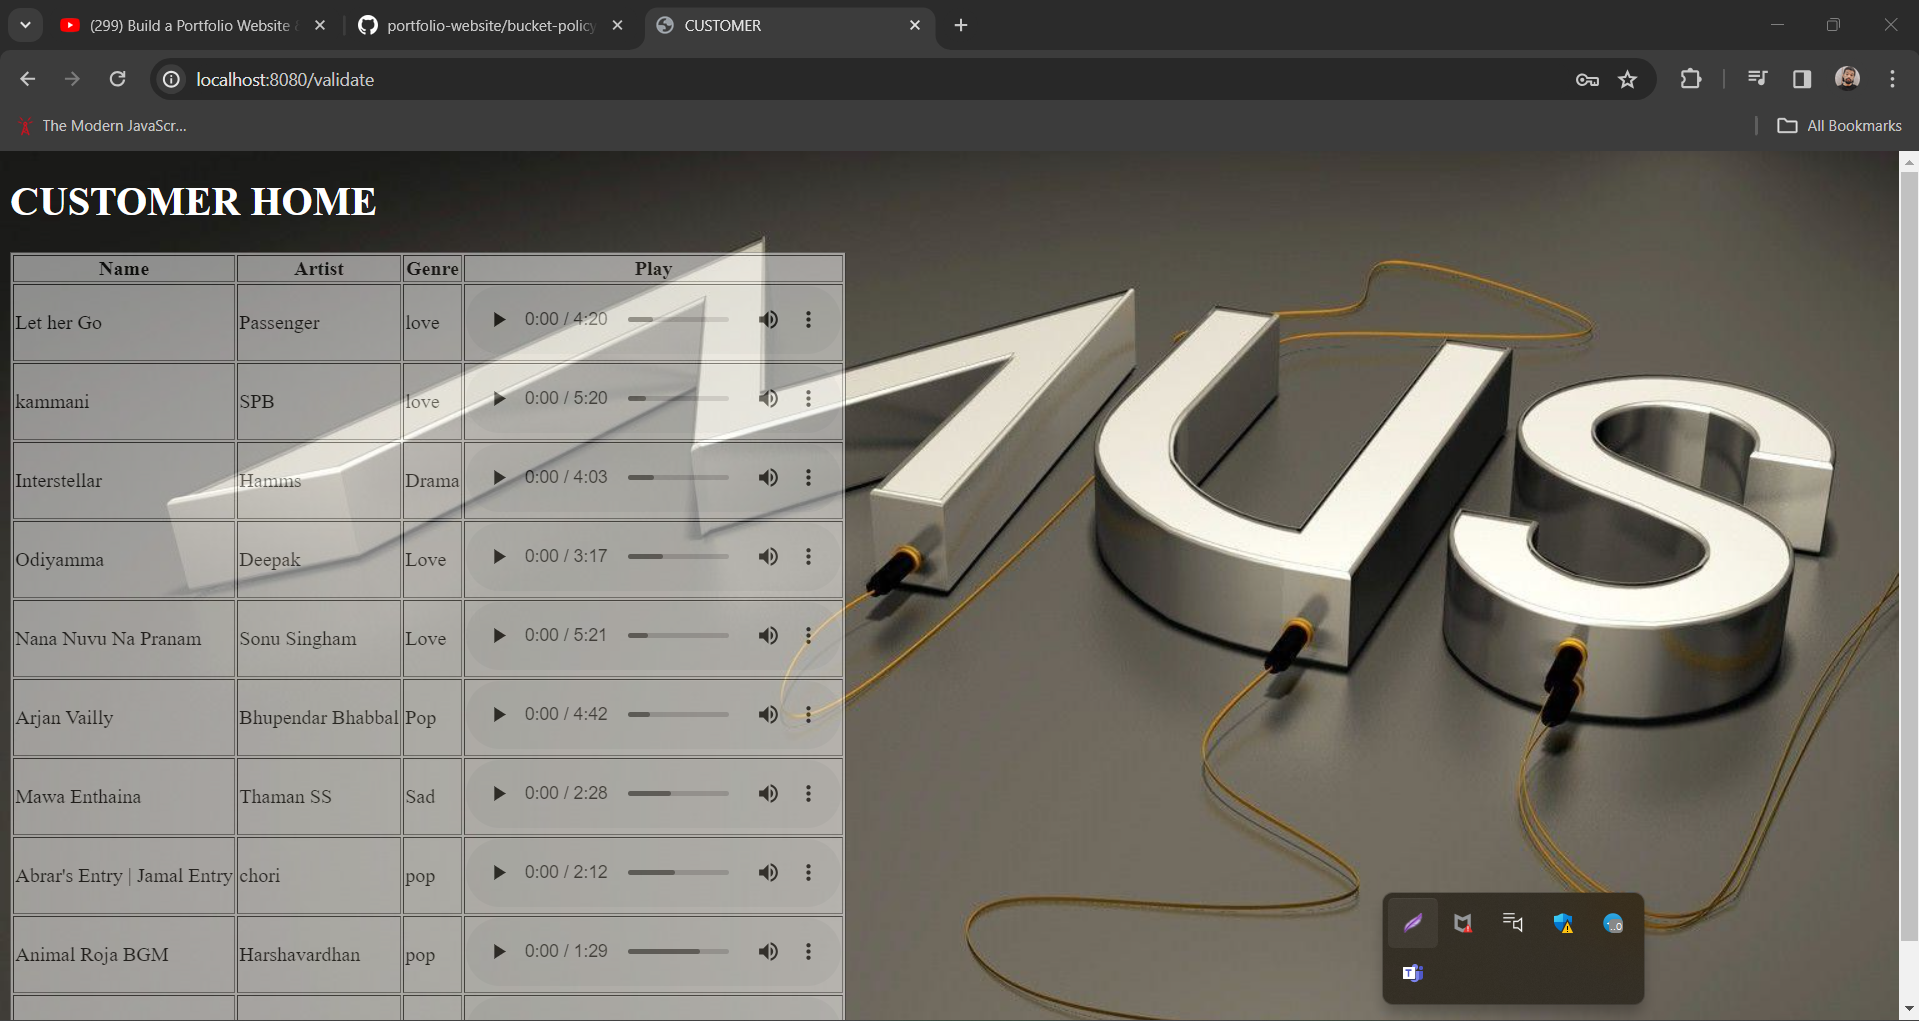 (299) Build a Portfolio Website
portfolio-website/bucket-policy
CUSTOMER
localhost:8080/validate
The Modern JavaScr...
All Bookmarks
CUSTOMER HOME
Name Artist Genre Play
Let her Go Passenger love 0:00 / 4:20
kammani SPB love 0:00 / 5:20
Interstellar Hamms Drama 0:00 / 4:03
Odiyamma Deepak Love 0:00 / 3:17
Nana Nuvu Na Pranam Sonu Singham Love 0:00 / 5:21
Arjan Vailly Bhupendar Bhabbal Pop 0:00 / 4:42
Mawa Enthaina Thaman SS Sad 0:00 / 2:28
Abrar's Entry | Jamal Entry chori pop 0:00 / 2:12
Animal Roja BGM Harshavardhan pop 0:00 / 1:29
MUS